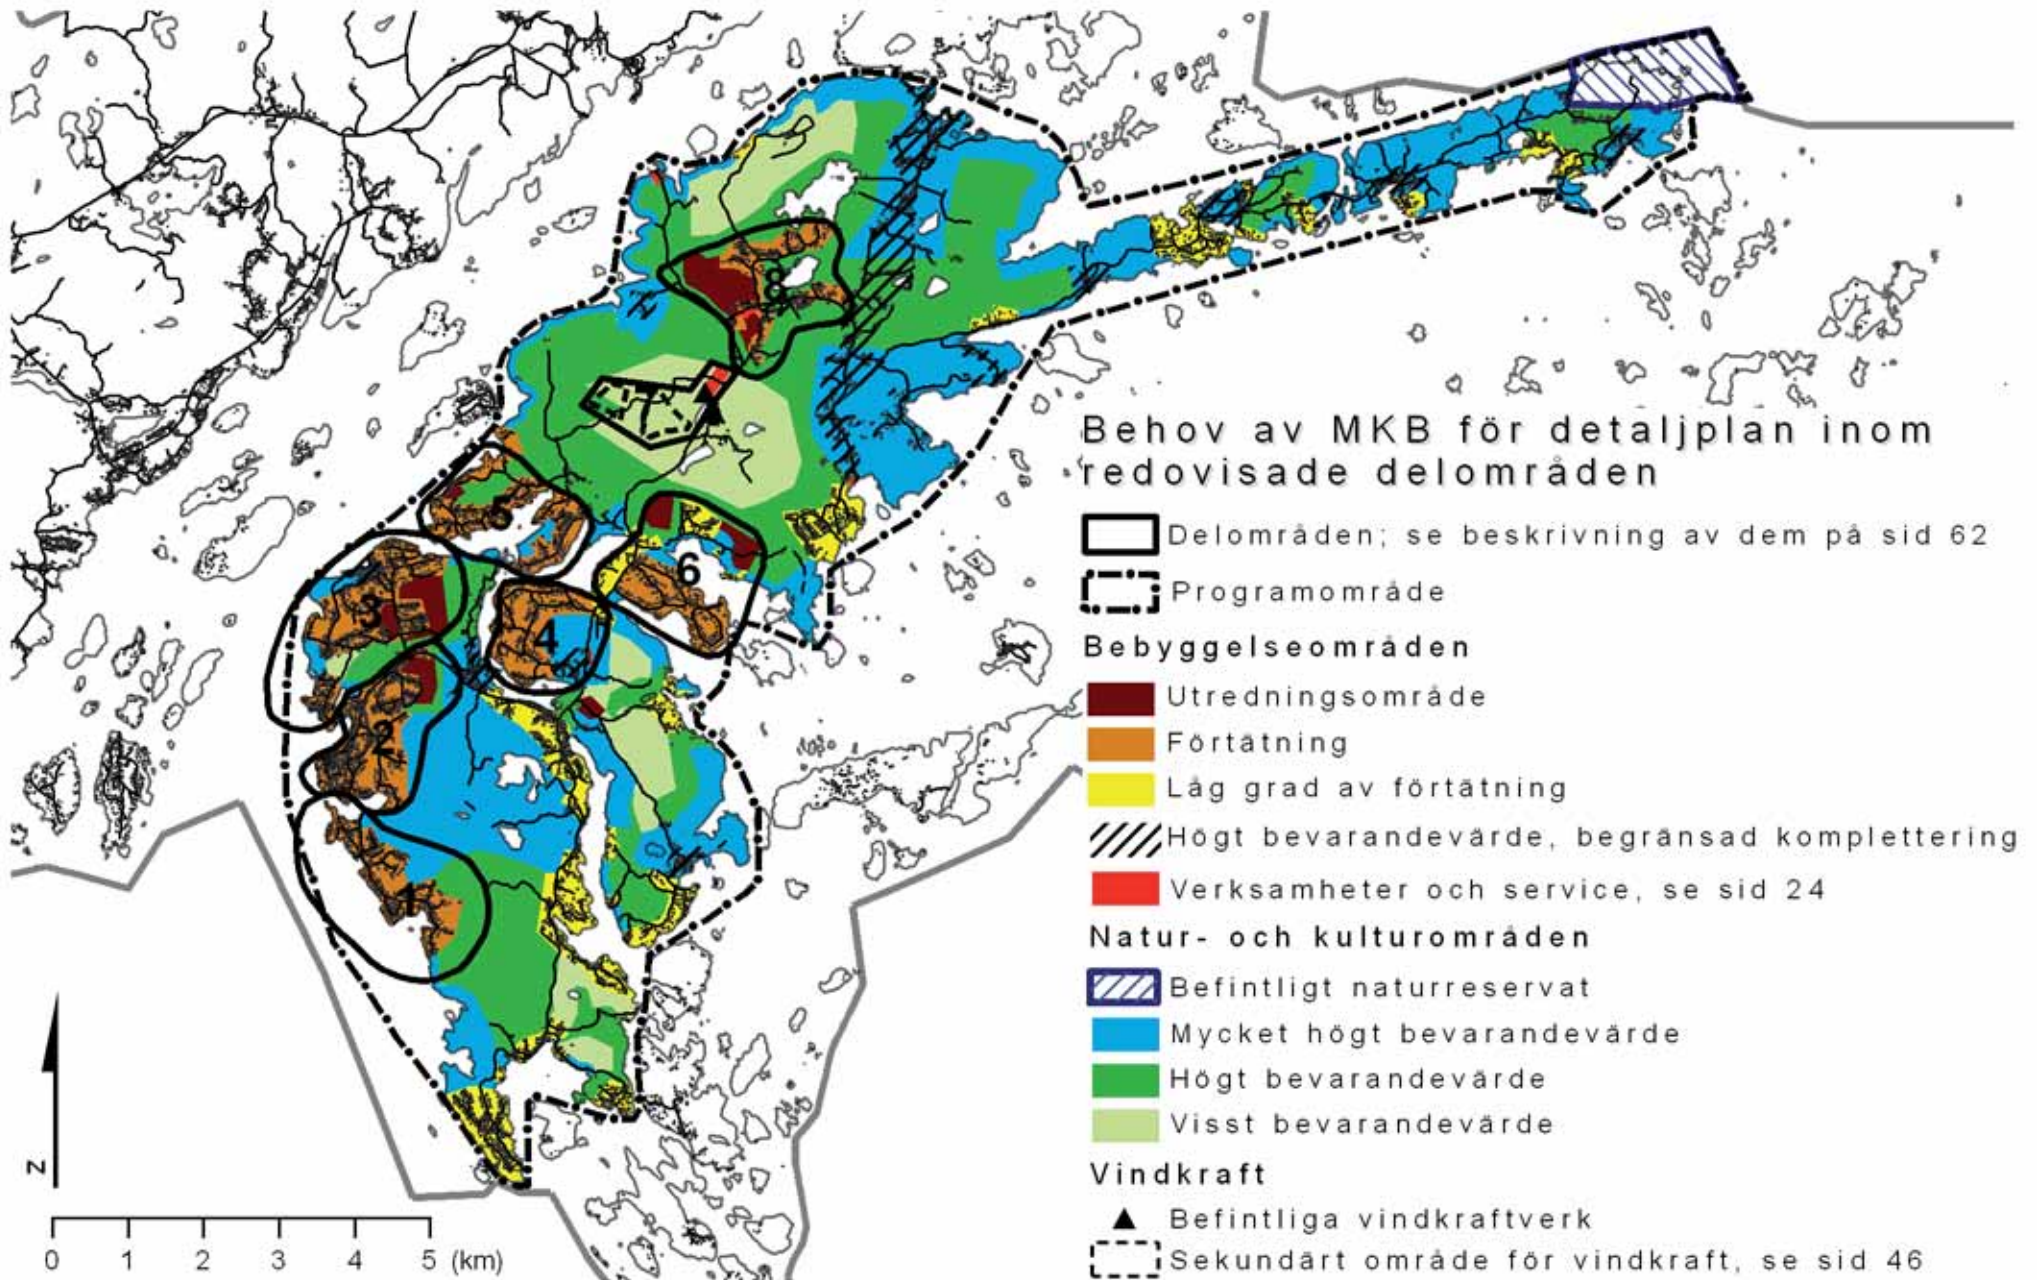 8
5
6
3
4
2
1
Behov av MKB för detaljplan inom
redovisade delområden
Delområden; se beskrivning av dem på sid 62
Programområde
Bebyggelseområden
Utredningsområde
Förtätning
Låg grad av förtätning
Högt bevarandevärde, begränsad komplettering
Verksamheter och service, se sid 24
Natur- och kulturområden
Befintligt naturreservat
Mycket högt bevarandevärde
Högt bevarandevärde
Visst bevarandevärde
Vindkraft
Befintliga vindkraftverk
Sekundärt område för vindkraft, se sid 46
N
0 1 2 3 4 5 (km)